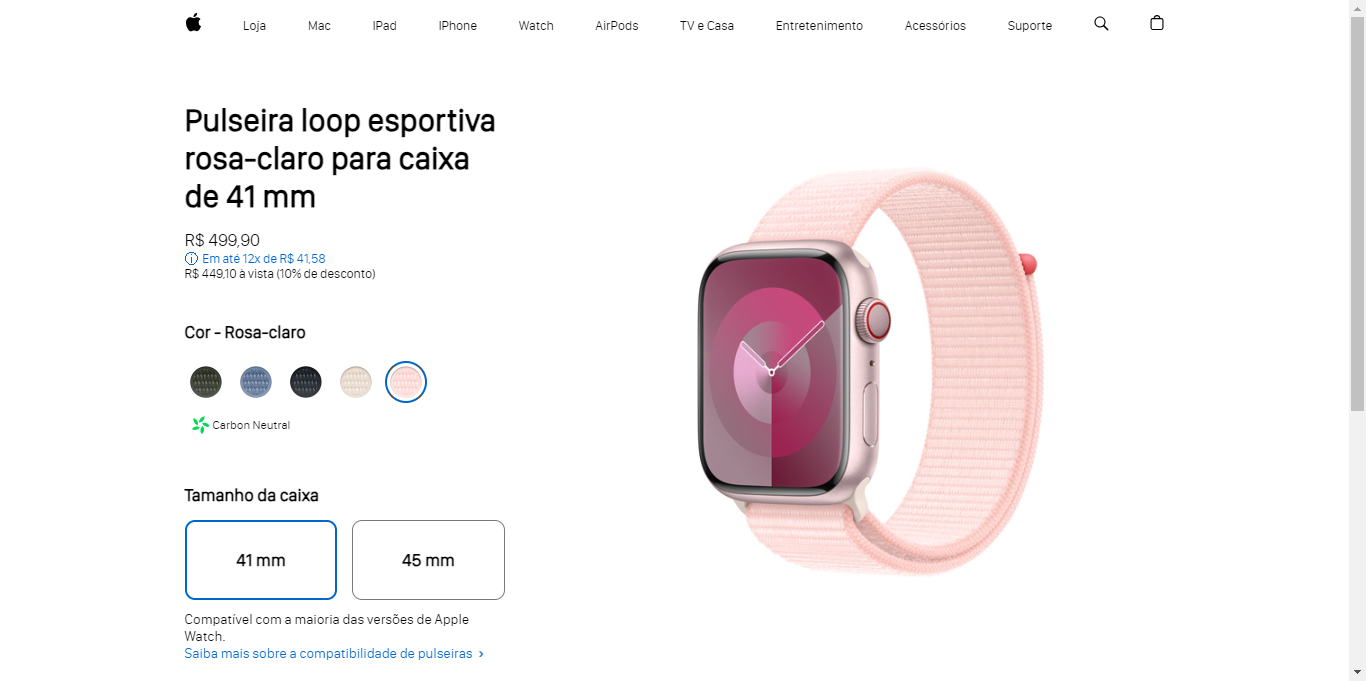 Loja Mac IPad IPhone Watch AirPods TV e Casa Entretenimento Acessórios Suporte
Pulseira loop esportiva
rosa-claro para caixa
de 41 mm
R$ 499,90
Em até 12x de R$ 41,58
R$ 449,10 à vista (10% de desconto)
Cor - Rosa-claro
Carbon Neutral
Tamanho da caixa
41 mm 45 mm
Compatível com a maioria das versões de Apple
Watch.
Saiba mais sobre a compatibilidade de pulseiras ›